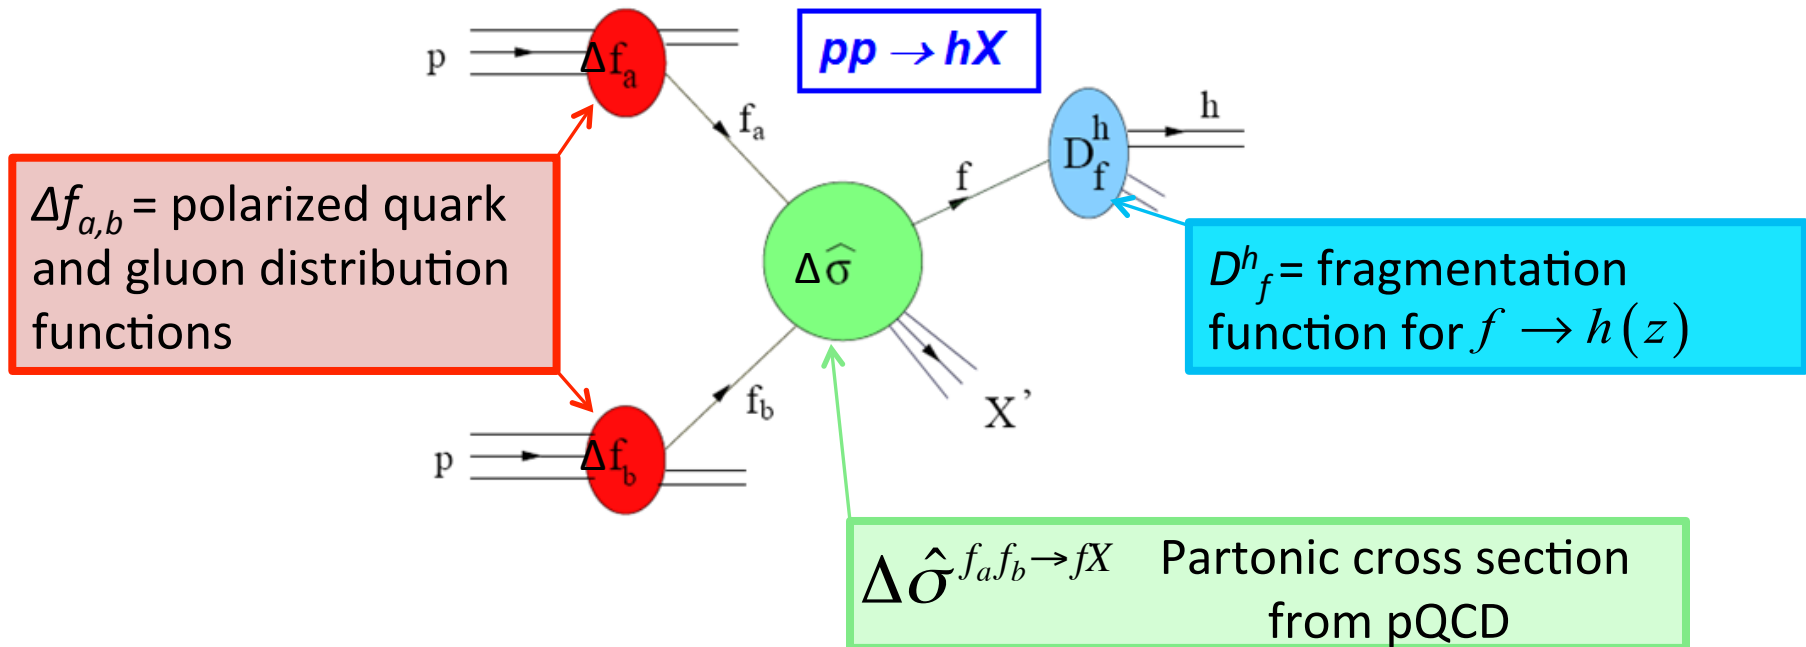 p
Δf_a
pp → hX
f_a
h
D_f^h
f
Δf_{a,b} = polarized quark
and gluon distribution
functions
Δσ̂
D^h_f = fragmentation
function for f → h(z)
f_b
X’
p
Δf_b
Δσ̂^{f_a f_b → fX} Partonic cross section
from pQCD